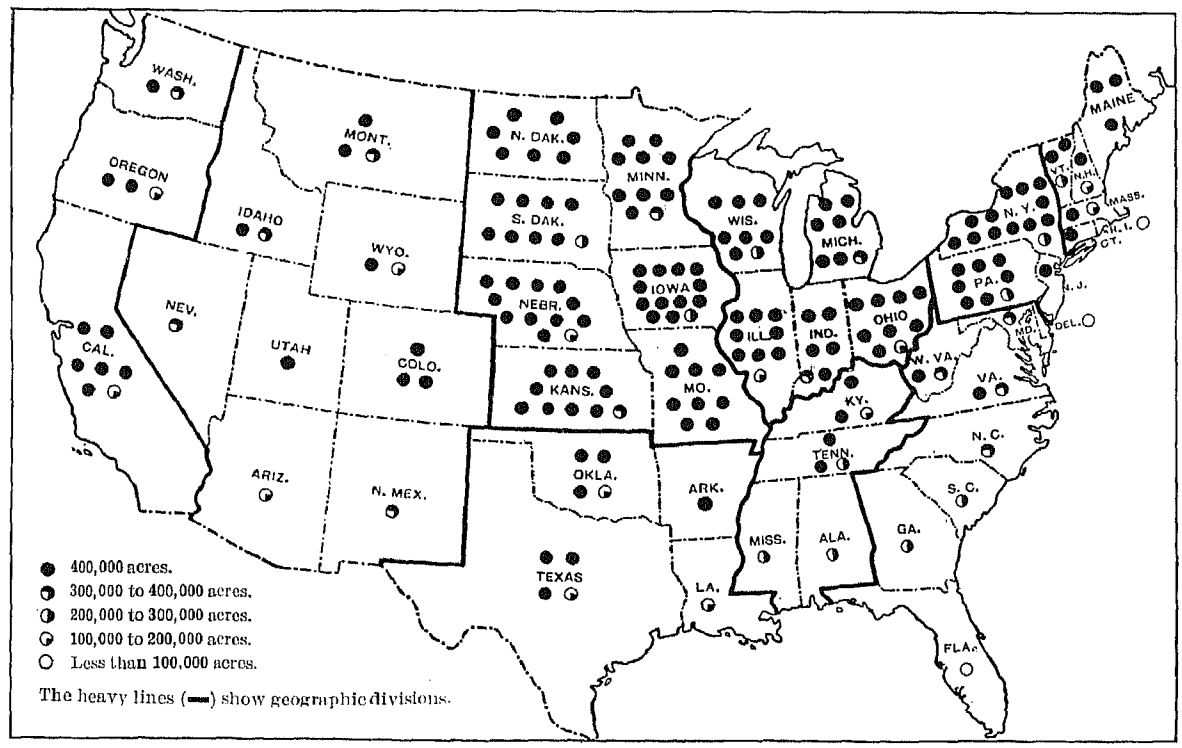 WASH.
MONT.
N. DAK.
MINN.
MAINE
OREGON
IDAHO
S. DAK.
WIS.
MICH.
N. Y.
VT.
N.H.
MASS.
R. I.
CT.
WYO.
NEBR.
IOWA
PA.
N. J.
NEV.
UTAH
COLO.
CAL.
KANS.
MO.
ILL.
IND.
OHIO
MD.
DEL.
W. VA.
VA.
KY.
TENN.
N. C.
S. C.
ARIZ.
N. MEX.
OKLA.
ARK.
MISS.
ALA.
GA.
TEXAS
LA.
FLA.
400,000 acres.
300,000 to 400,000 acres.
200,000 to 300,000 acres.
100,000 to 200,000 acres.
Less than 100,000 acres.
The heavy lines (▬) show geographic divisions.